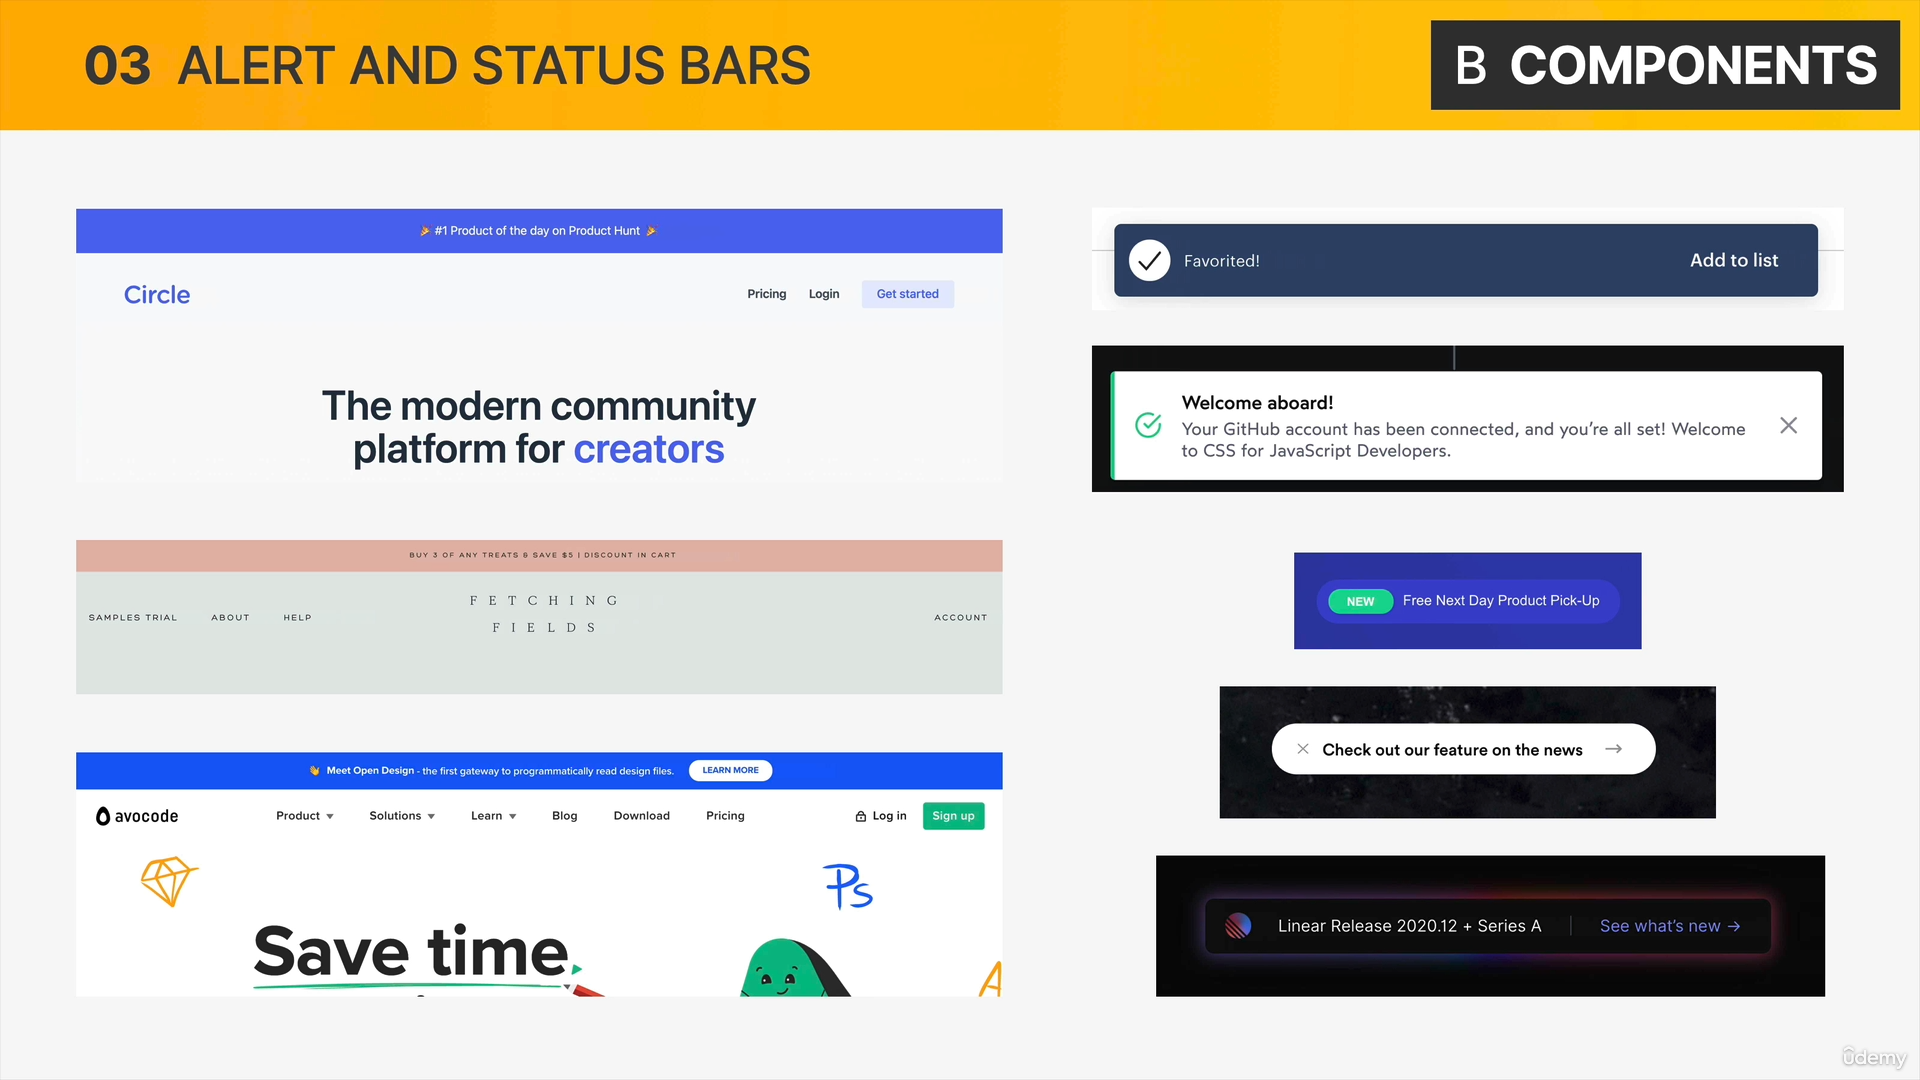 03 ALERT AND STATUS BARS
B COMPONENTS
#1 Product of the day on Product Hunt
Circle
Pricing Login Get started
The modern community
platform for creators
BUY 3 OF ANY TREATS & SAVE $5 | DISCOUNT IN CART
SAMPLES TRIAL ABOUT HELP
FETCHING
FIELDS
ACCOUNT
Meet Open Design - the first gateway to programmatically read design files. LEARN MORE
avocode Product Solutions Learn Blog Download Pricing Log in Sign up
Ps
Save time
A
Favorited! Add to list
Welcome aboard!
Your GitHub account has been connected, and you're all set! Welcome
to CSS for JavaScript Developers.
NEW Free Next Day Product Pick-Up
Check out our feature on the news →
Linear Release 2020.12 + Series A | See what's new →
ûdemy